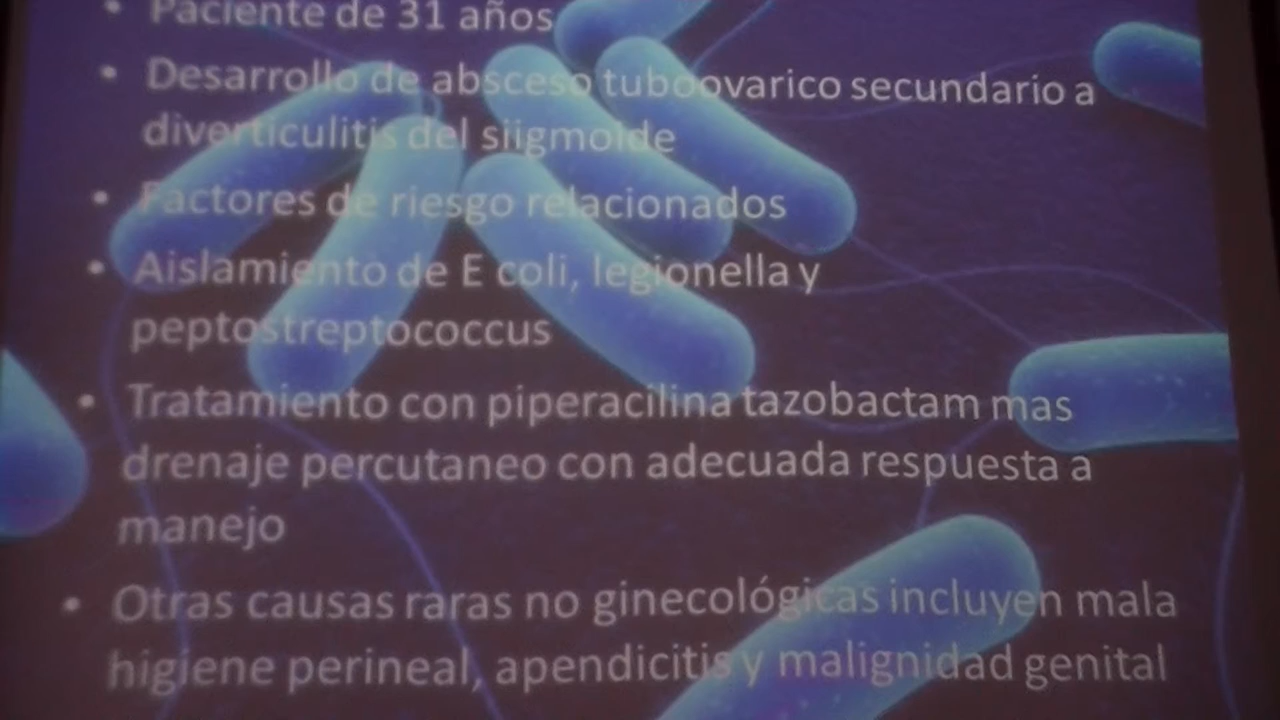 • Paciente de 31 años
• Desarrollo de absceso tuboovarico secundario a
diverticulitis del siigmoide
• Factores de riesgo relacionados
• Aislamiento de E coli, legionella y
peptostreptococcus
• Tratamiento con piperacilina tazobactam mas
drenaje percutaneo con adecuada respuesta a
manejo
• Otras causas raras no ginecológicas incluyen mala
higiene perineal, apendicitis y malignidad genital